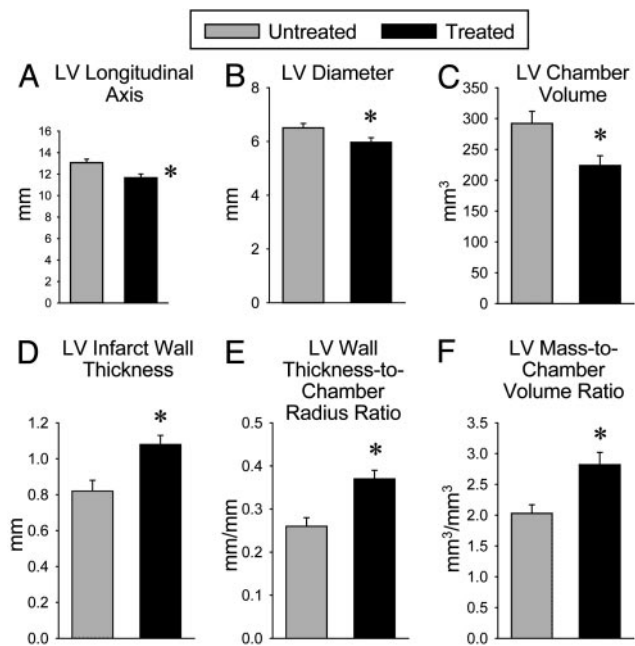 Untreated Treated
A LV Longitudinal
Axis
16
14
12
10
8
6
4
2
0
mm
*
B LV Diameter
8
6
4
2
0
mm
*
C LV Chamber
Volume
350
300
250
200
150
100
50
0
mm³
*
D LV Infarct Wall
Thickness
1.2
1.0
0.8
0.6
0.4
0.2
0.0
mm
*
E LV Wall
Thickness-to-
Chamber
Radius Ratio
0.5
0.4
0.3
0.2
0.1
0.0
mm/mm
*
F LV Mass-to-
Chamber
Volume Ratio
3.5
3.0
2.5
2.0
1.5
1.0
0.5
0.0
mm³/mm³
*